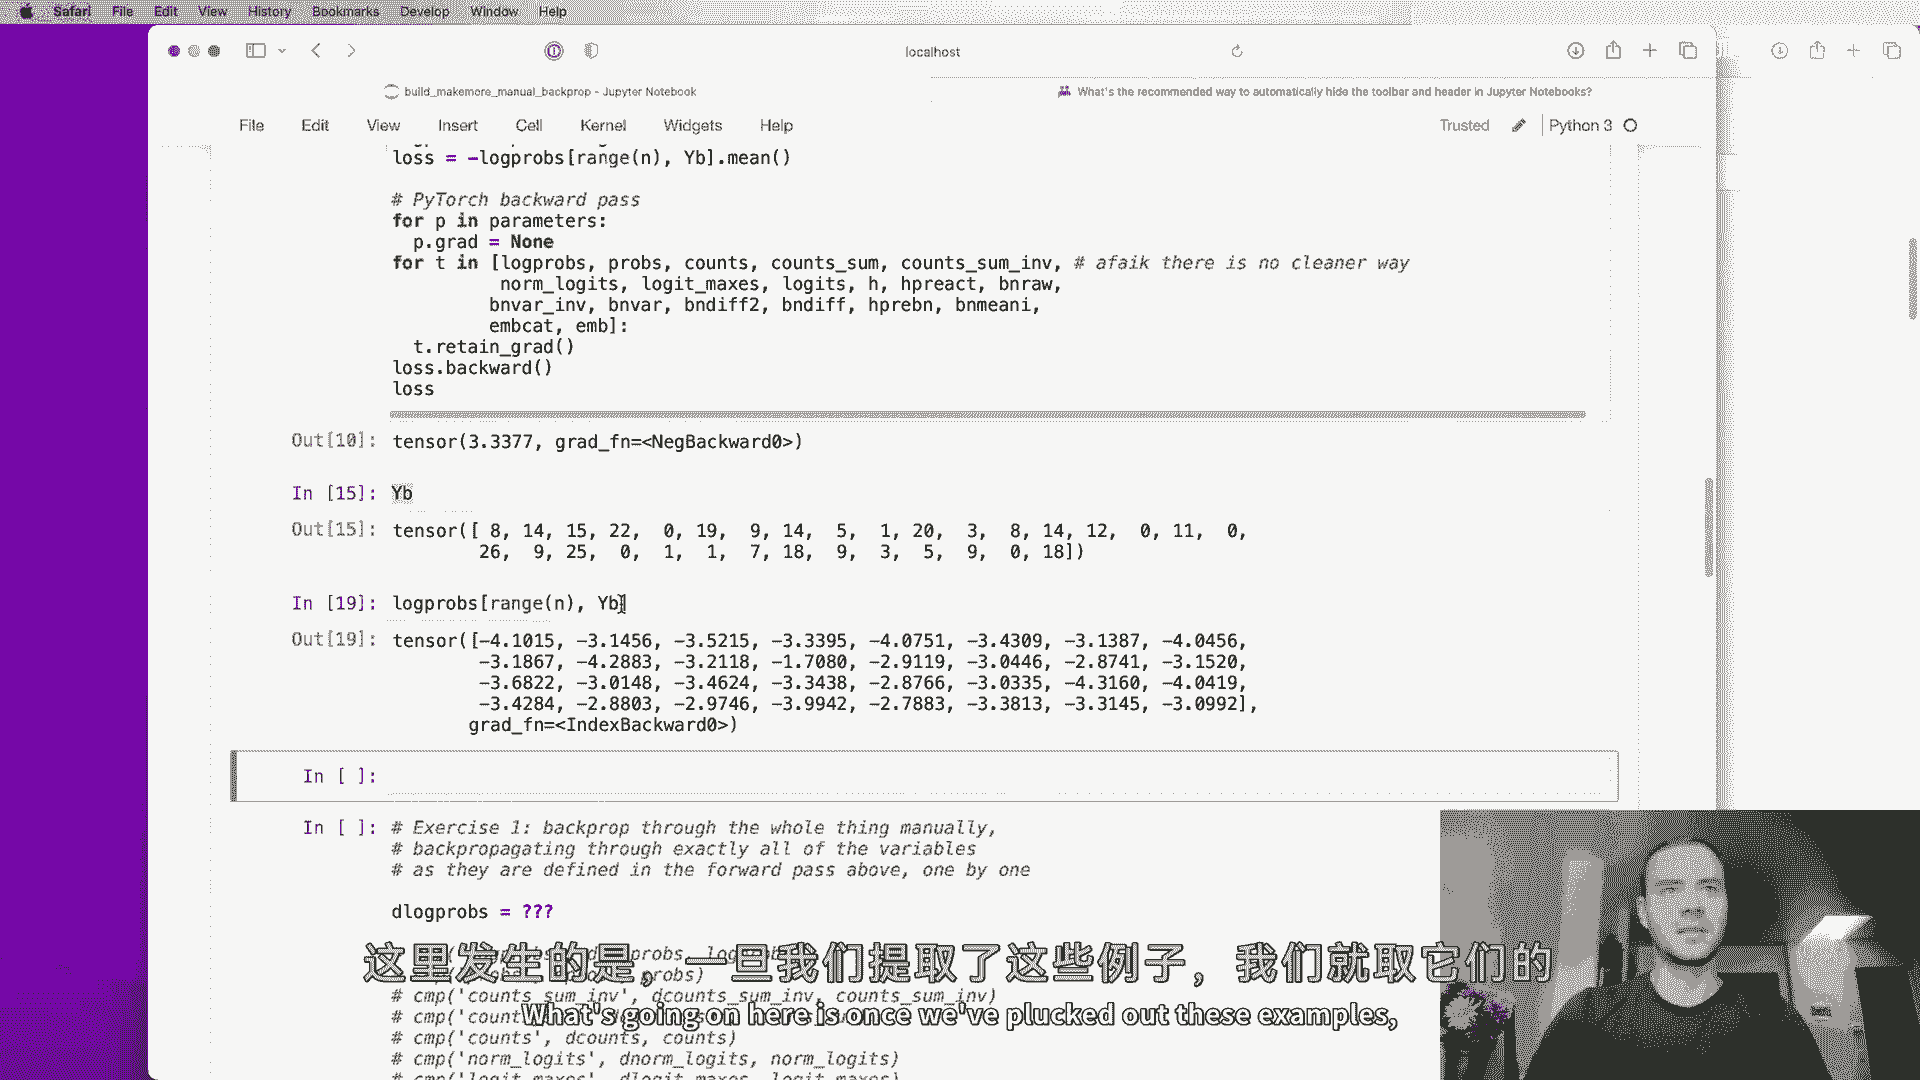 Safari File Edit View History Bookmarks Develop Window Help
localhost
build_makemore_manual_backprop - Jupyter Notebook
What's the recommended way to automatically hide the toolbar and header in Jupyter Notebooks?
File Edit View Insert Cell Kernel Widgets Help
Trusted Python 3
loss = -logprobs[range(n), Yb].mean()
# PyTorch backward pass
for p in parameters:
p.grad = None
for t in [logprobs, probs, counts, counts_sum, counts_sum_inv, # afaik there is no cleaner way
norm_logits, logit_maxes, logits, h, hpreact, bnraw,
bnvar_inv, bnvar, bndiff2, bndiff, hprebn, bnmeani,
embcat, emb]:
t.retain_grad()
loss.backward()
loss
Out[10]: tensor(3.3377, grad_fn=<NegBackward0>)
In [15]: Yb
Out[15]: tensor([ 8, 14, 15, 22, 0, 19, 9, 14, 5, 1, 20, 3, 8, 14, 12, 0, 11, 0,
26, 9, 25, 0, 1, 1, 7, 18, 9, 3, 5, 9, 0, 18])
In [19]: logprobs[range(n), Yb]
Out[19]: tensor([-4.1015, -3.1456, -3.5215, -3.3395, -4.0751, -3.4309, -3.1387, -4.0456,
-3.1867, -4.2883, -3.2118, -1.7080, -2.9119, -3.0446, -2.8741, -3.1520,
-3.6822, -3.0148, -3.4624, -3.3438, -2.8766, -3.0335, -4.3160, -4.0419,
-3.4284, -2.8803, -2.9746, -3.9942, -2.7883, -3.3813, -3.3145, -3.0992],
grad_fn=<IndexBackward0>)
In [ ]:
In [ ]: # Exercise 1: backprop through the whole thing manually,
# backpropagating through exactly all of the variables
# as they are defined in the forward pass above, one by one
dlogprobs = ???
这里发生的是，一旦我们提取了这些例子，我们就取它们的
# cmp('counts_sum_inv', dcounts_sum_inv, counts_sum_inv)
What's going on here is once we've plucked out these examples,
# cmp('counts', dcounts, counts)
# cmp('norm_logits', dnorm_logits, norm_logits)
# cmp('logit_maxes', dlogit_maxes, logit_maxes)